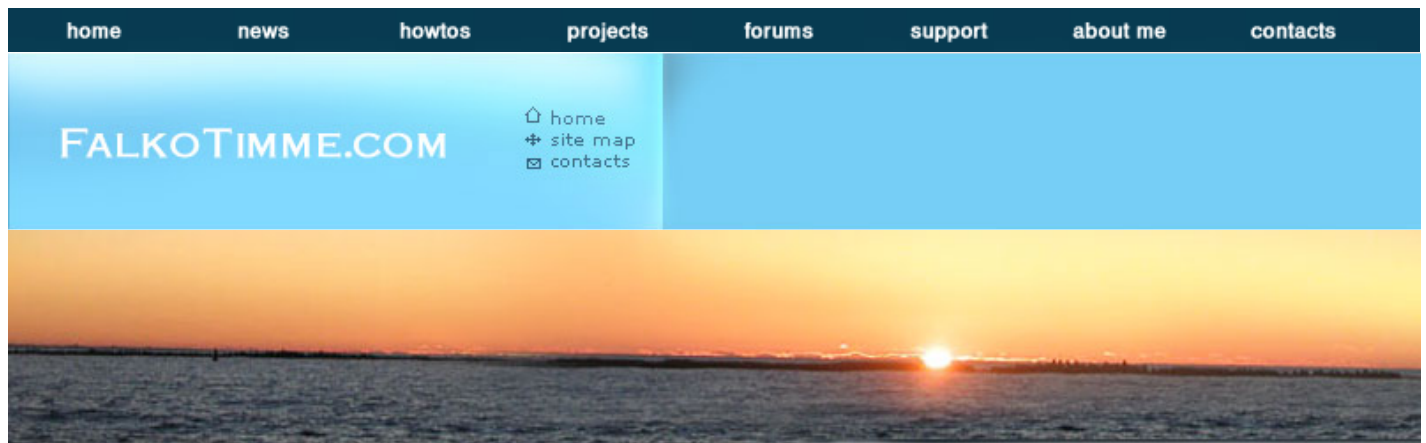 home news howtos projects forums support about me contacts
FALKOTIMME.COM
home
site map
contacts